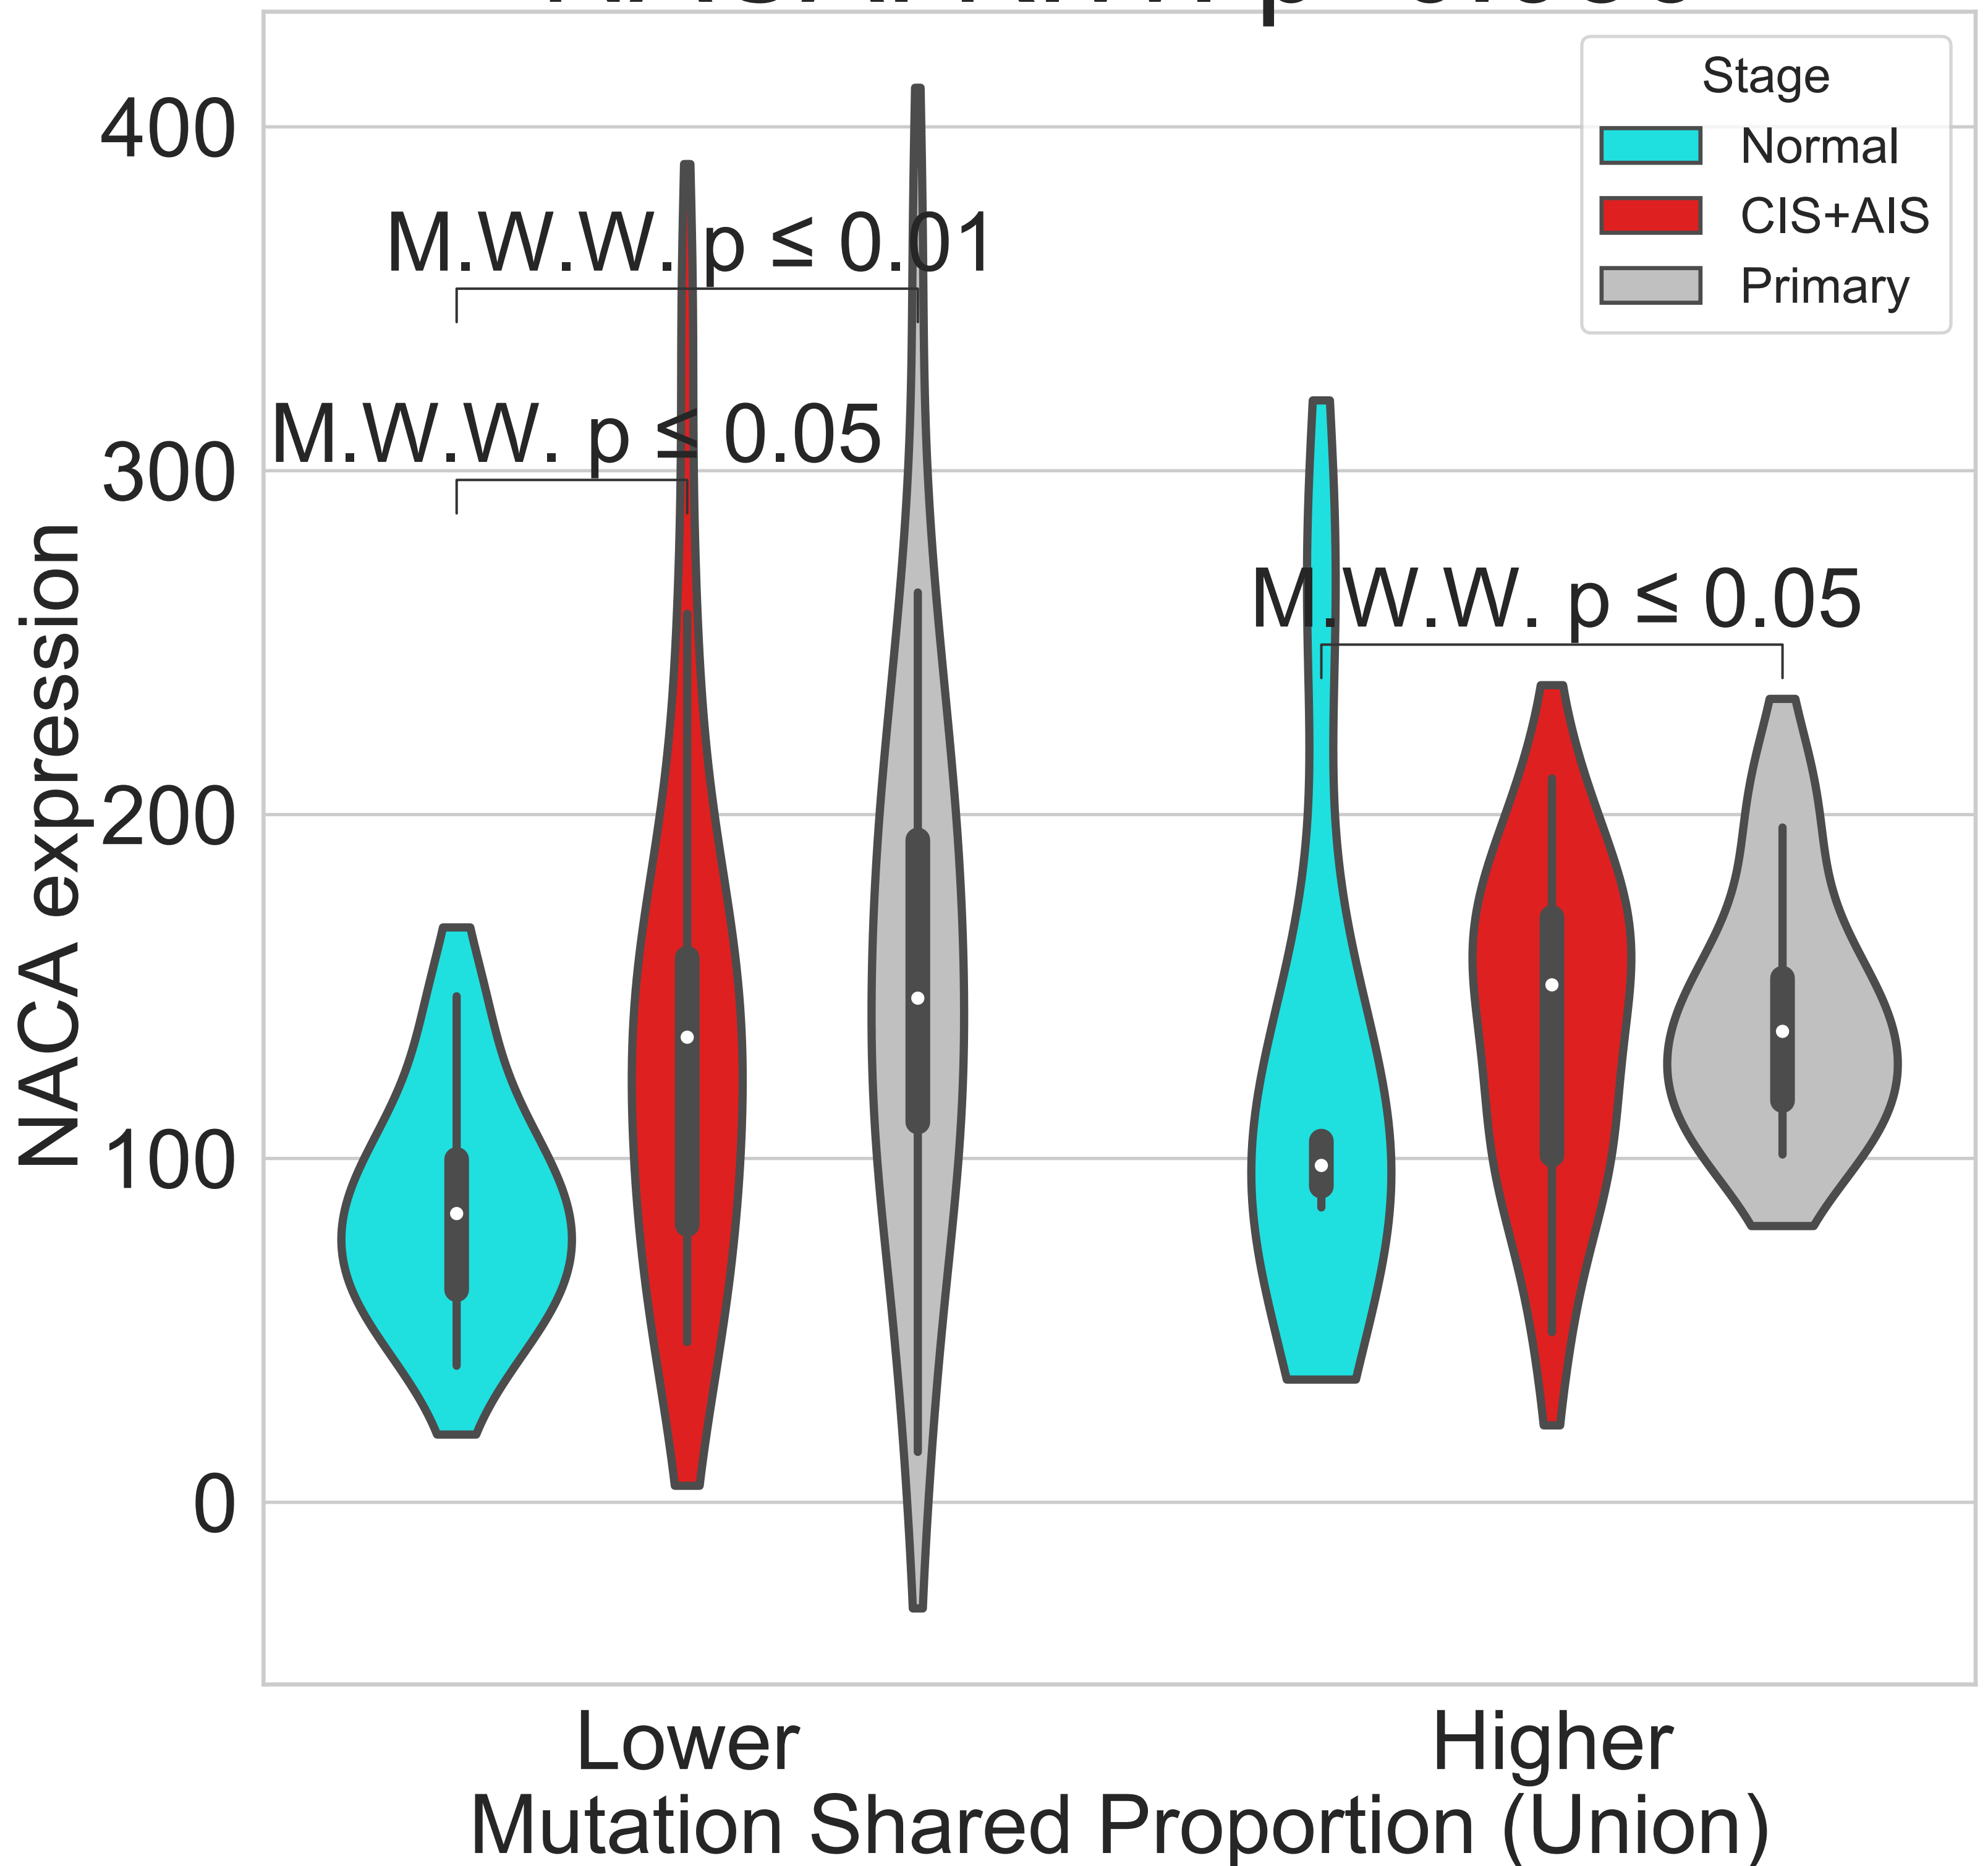 Stage
Normal
CIS+AIS
Primary
M.W.W. p ≤ 0.01
M.W.W. p ≤ 0.05
M.W.W. p ≤ 0.05
400
300
200
100
0
NACA expression
Lower
Higher
Mutation Shared Proportion (Union)